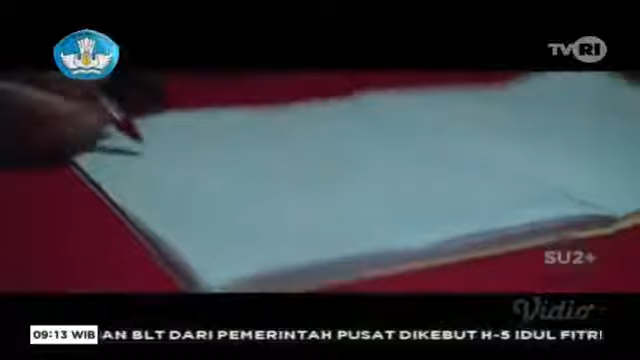 TVRI
SU2+
Vidio
09:13 WIB
AN BLT DARI PEMERINTAH PUSAT DIKEBUT H-5 IDUL FITRI